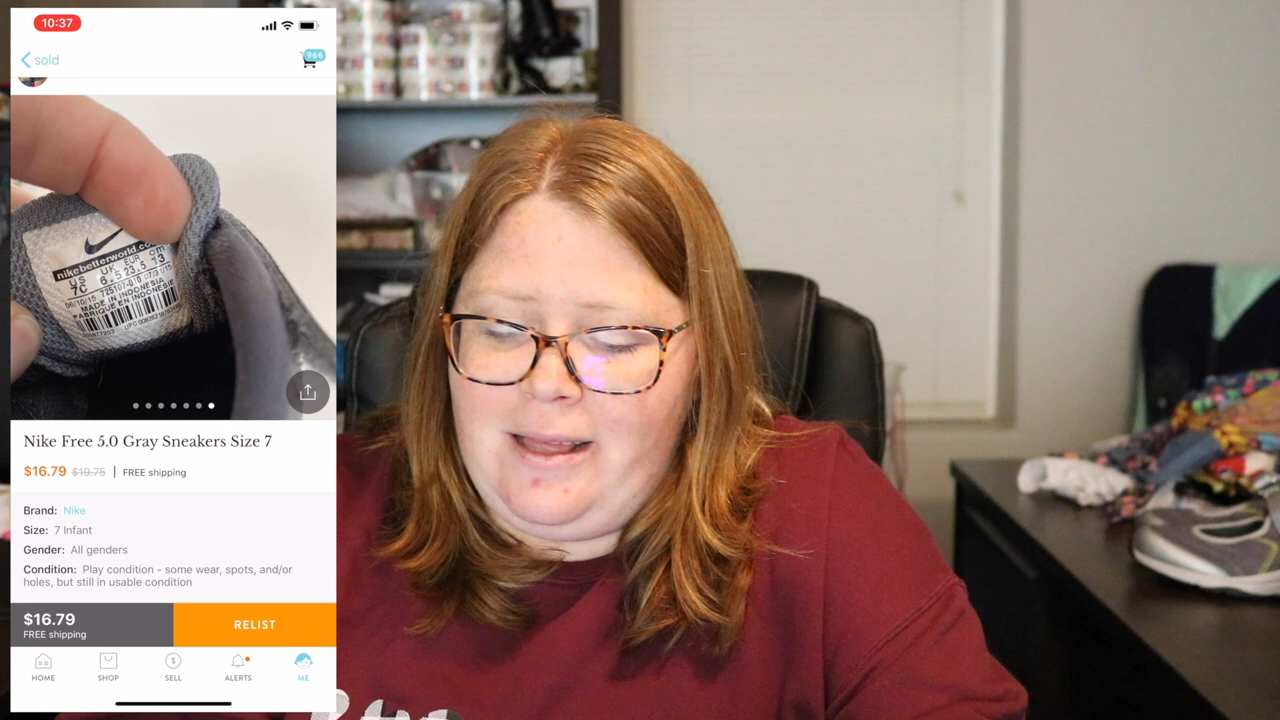 10:37
sold
966
nikebetterworld.co
US UK EUR CM
7C 6.5 23.5 13
MADE IN INDONESIA
FABRIQUE EN INDONÉSIE
Nike Free 5.0 Gray Sneakers Size 7
$16.79 $19.75 | FREE shipping
Brand: Nike
Size: 7 Infant
Gender: All genders
Condition: Play condition - some wear, spots, and/or
holes, but still in usable condition
$16.79
FREE shipping
RELIST
HOME SHOP SELL ALERTS ME